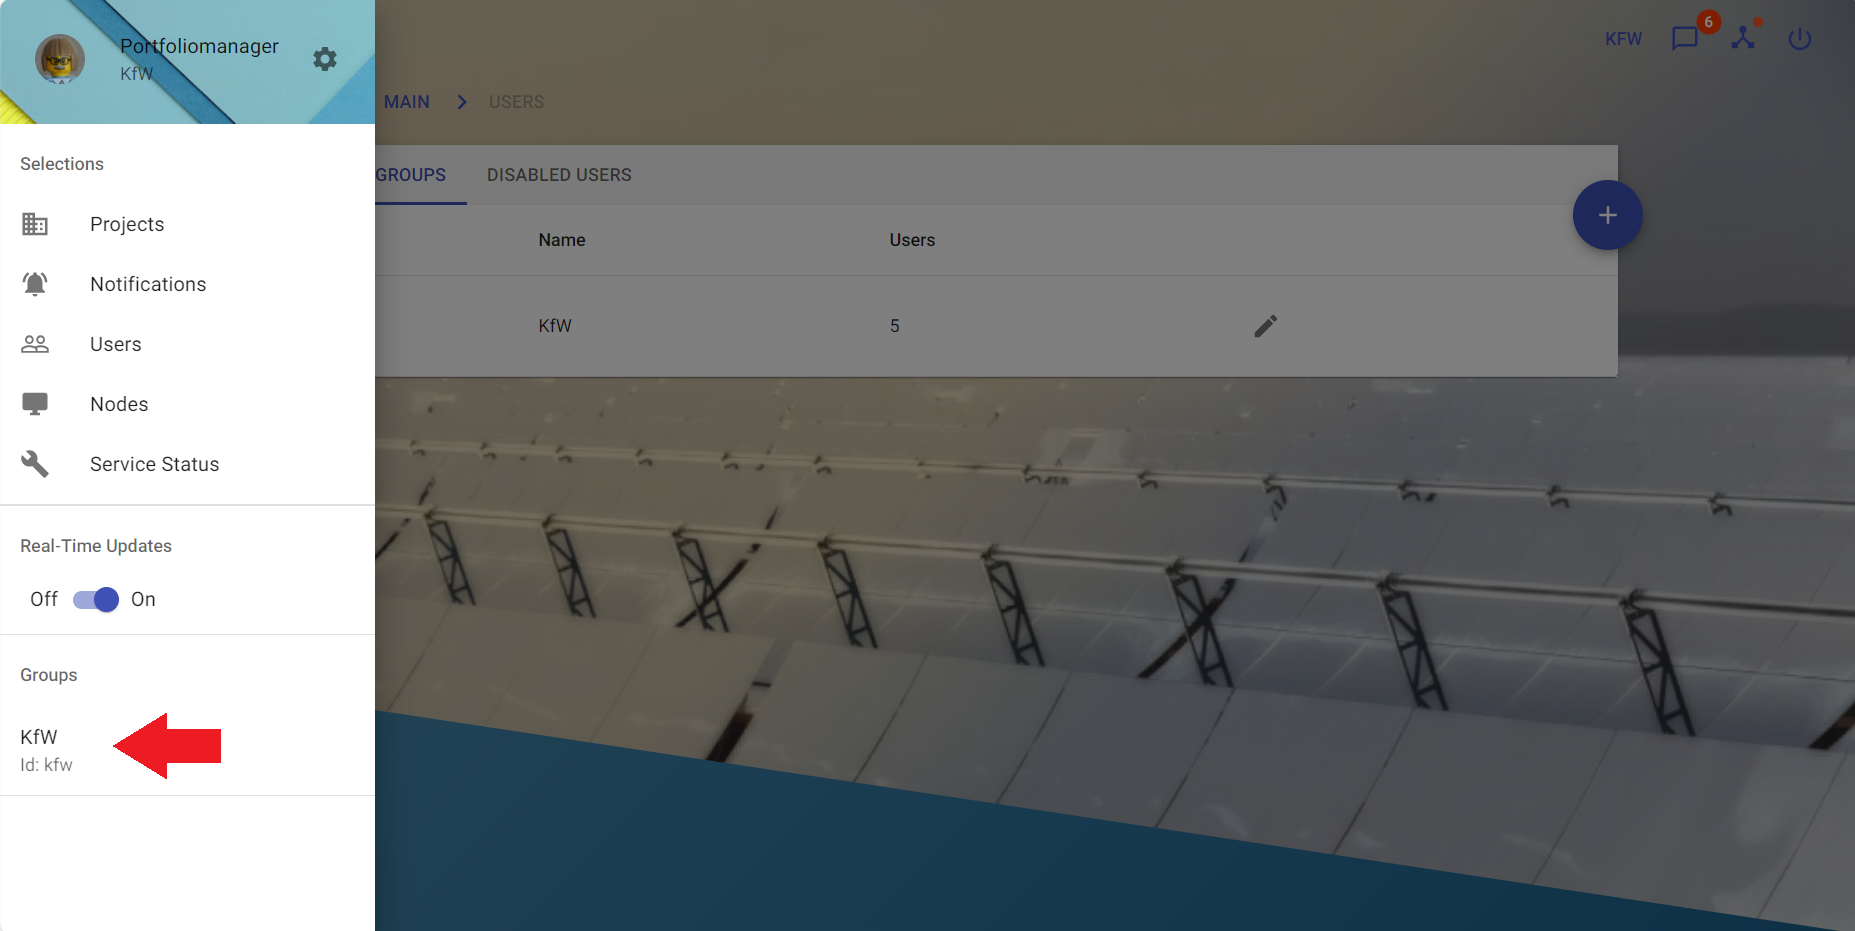 Portfoliomanager
KfW
Selections
Projects
Notifications
Users
Nodes
Service Status
Real-Time Updates
Off On
Groups
KfW
Id: kfw
KFW 6
MAIN USERS
GROUPS DISABLED USERS
+
Name Users
KfW 5